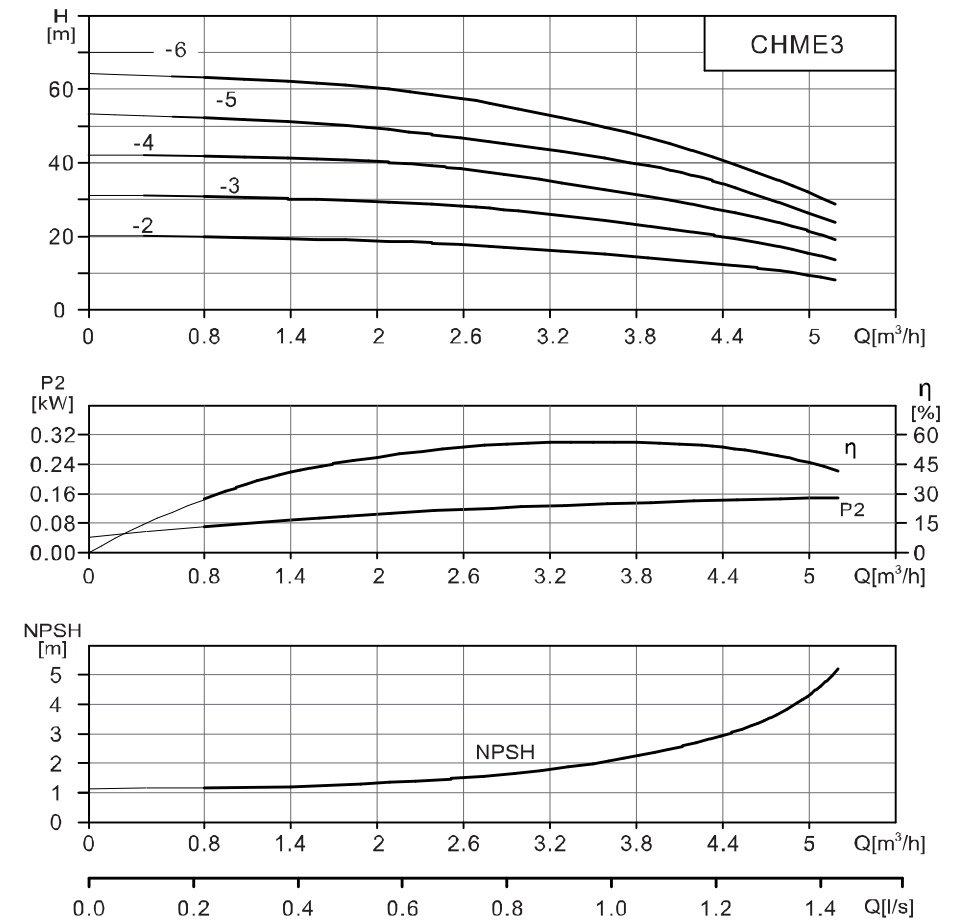 H
[m]
CHME3
-6
60
-5
-4
40
-3
-2
20
0
0 0.8 1.4 2 2.6 3.2 3.8 4.4 5 Q[m³/h]
P2
[kW]
η
[%]
0.32 60
η
0.24 45
0.16 30
P2
0.08 15
0.00 0
0 0.8 1.4 2 2.6 3.2 3.8 4.4 5 Q[m³/h]
NPSH
[m]
5
4
3
NPSH
2
1
0
0 0.8 1.4 2 2.6 3.2 3.8 4.4 5 Q[m³/h]
0.0 0.2 0.4 0.6 0.8 1.0 1.2 1.4 Q[l/s]